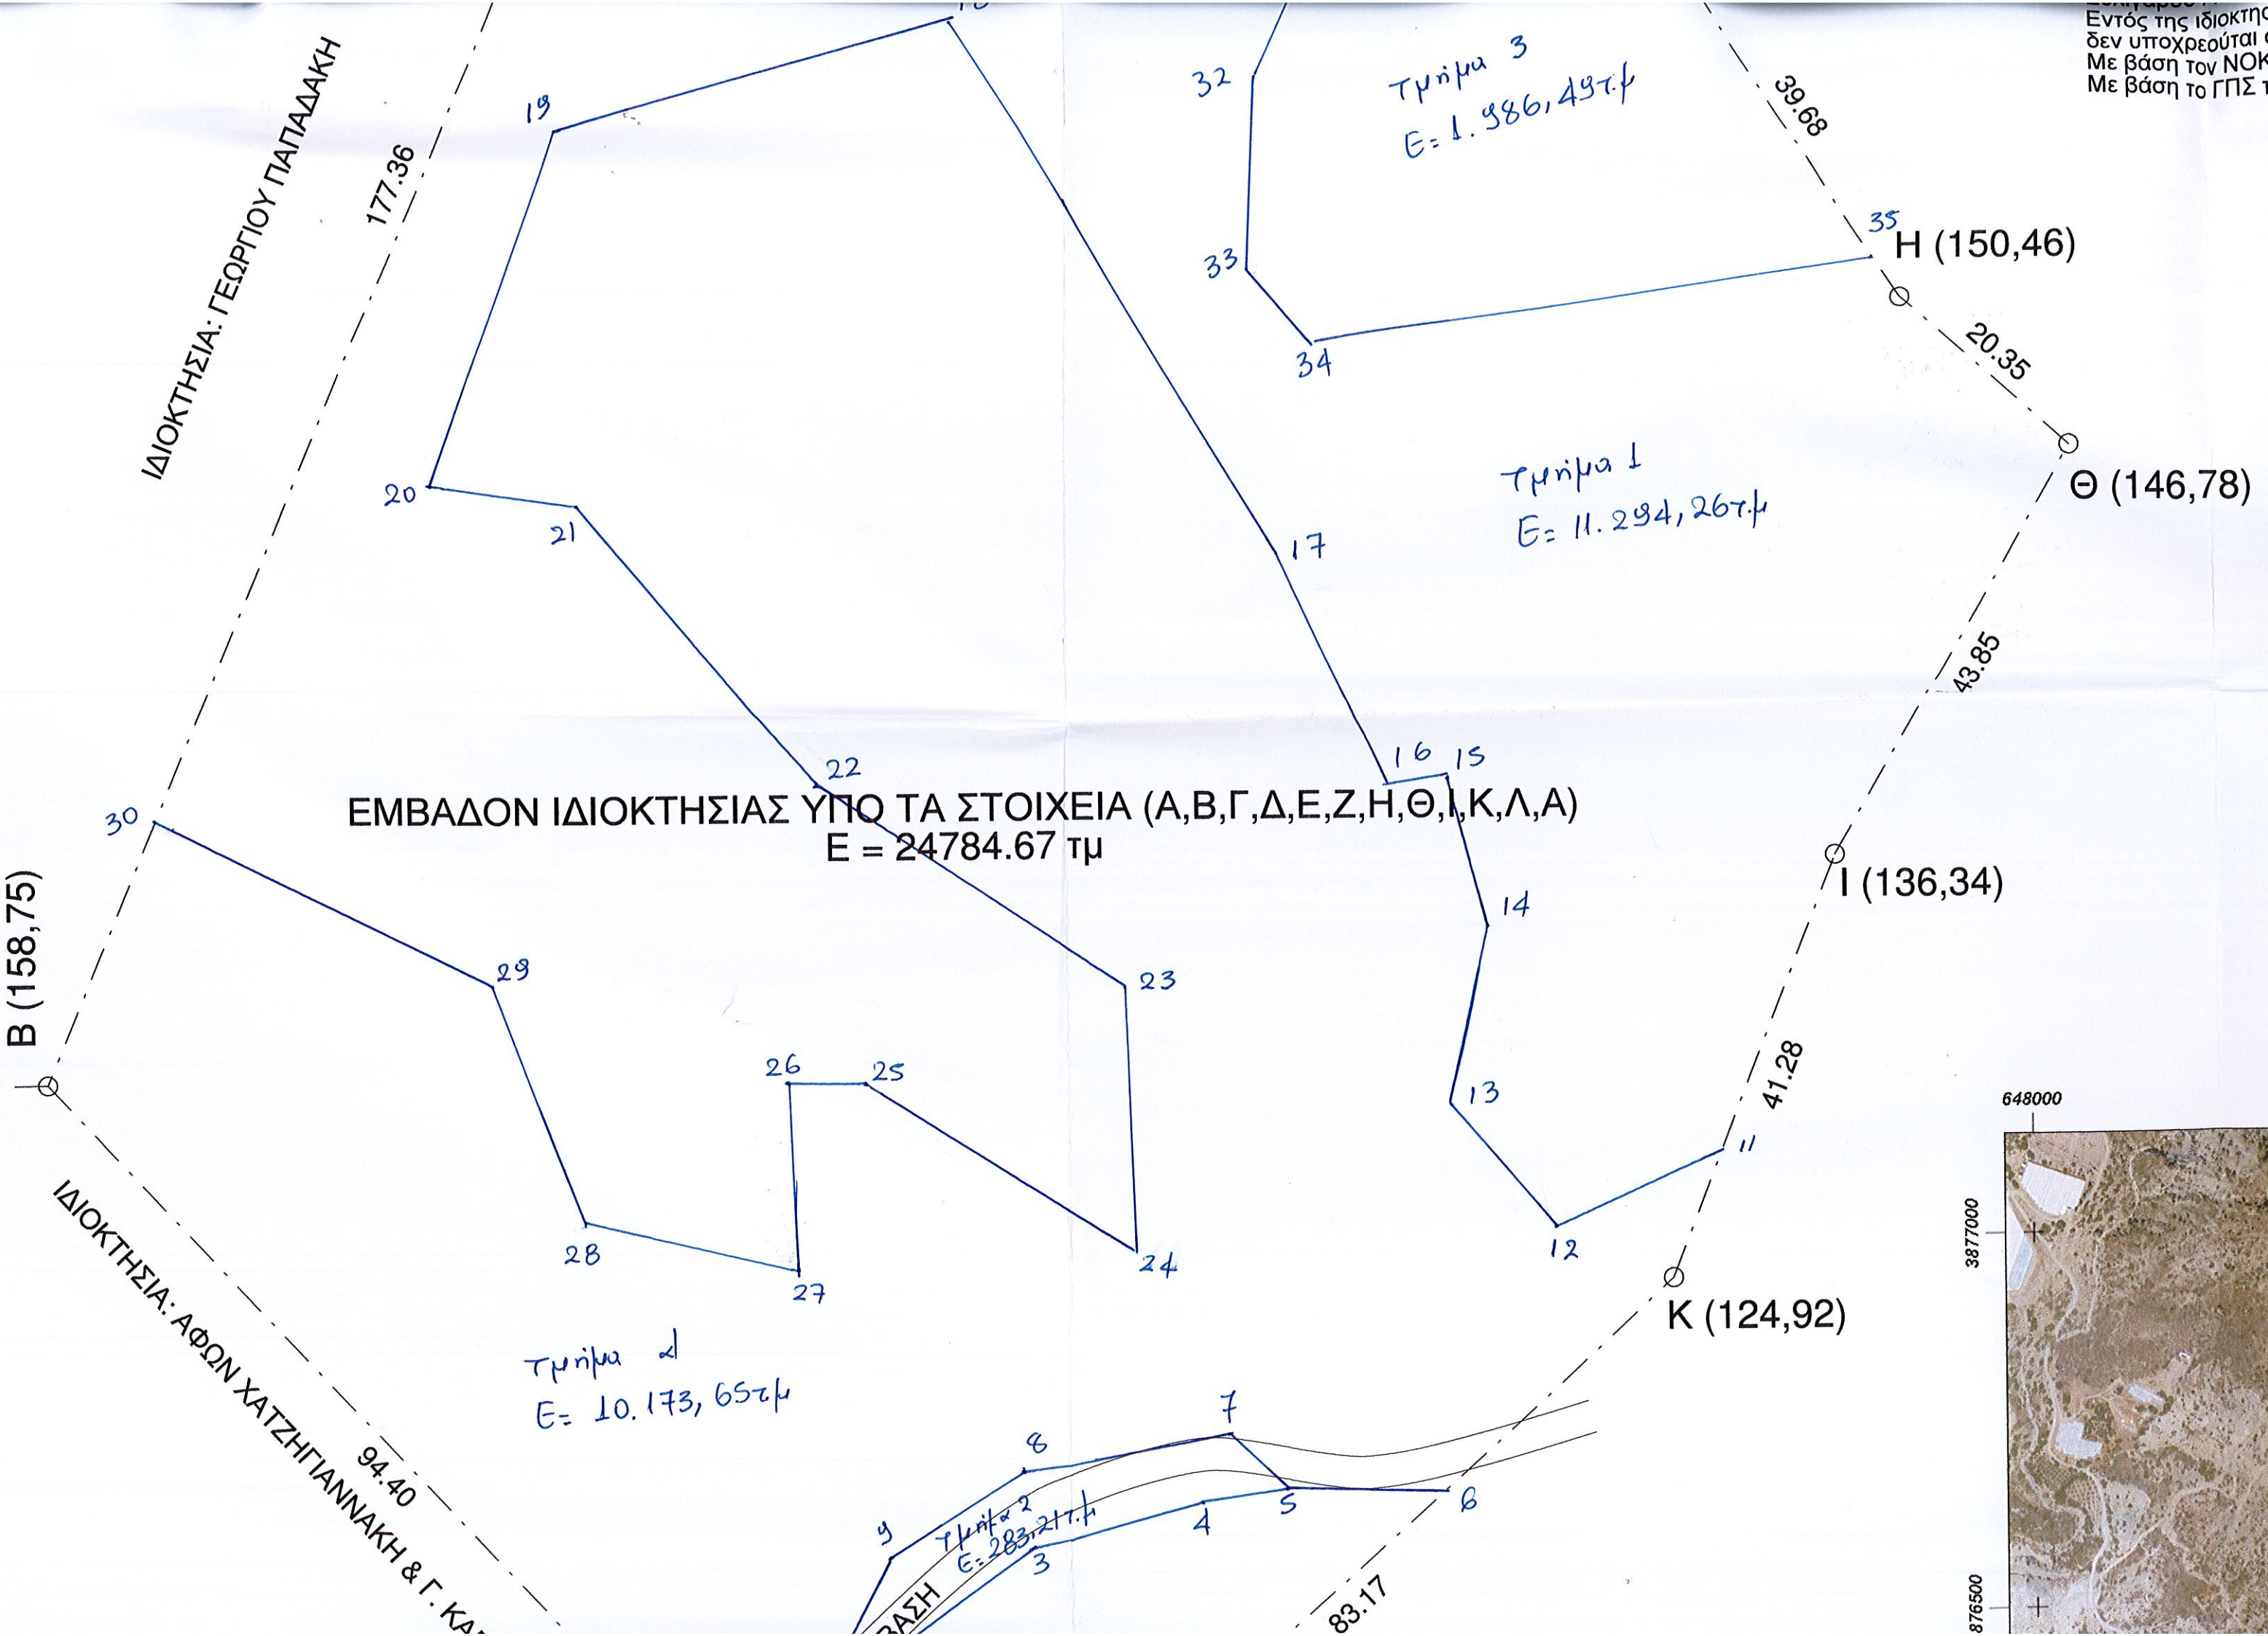 Εντός της ιδιοκτησ
δεν υποχρεούται
Με βάση τον ΝΟΚ
Με βάση το ΓΠΣ τ
19
32
Τμήμα 3
Ε= 1.986,49τ.μ
39.68
ΙΔΙΟΚΤΗΣΙΑ: ΓΕΩΡΓΙΟΥ ΠΑΠΑΔΑΚΗ
177.36
33
35
Η (150,46)
34
20.35
20
21
17
Τμήμα 1
Ε= 11.294,26τ.μ
Θ (146,78)
43.85
16
15
22
30
ΕΜΒΑΔΟΝ ΙΔΙΟΚΤΗΣΙΑΣ ΥΠΟ ΤΑ ΣΤΟΙΧΕΙΑ (Α,Β,Γ,Δ,Ε,Ζ,Η,Θ,Ι,Κ,Λ,Α)
Ε = 24784.67 τμ
Ι (136,34)
Β (158,75)
14
29
23
26
25
13
41.28
11
648000
28
27
24
12
3877000
Κ (124,92)
ΙΔΙΟΚΤΗΣΙΑ: ΑΦΩΝ ΧΑΤΖΗΓΙΑΝΝΑΚΗ & Γ. ΚΑ
94.40
Τμήμα α
Ε= 10.173,65τμ
7
8
9
Τμήμα 2
Ε=283,21τ.μ
3
4
5
6
ΒΑΣΗ
83.17
876500